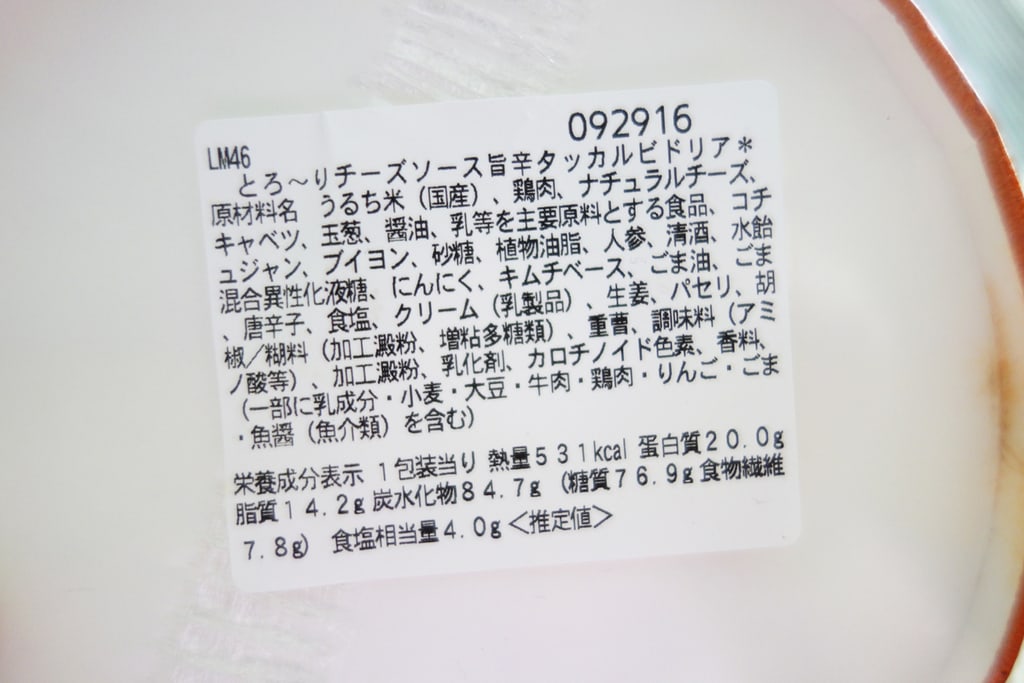 092916
LM46
とろ〜りチーズソース旨辛タッカルビドリア＊
原材料名　うるち米（国産）、鶏肉、ナチュラルチーズ、
キャベツ、玉葱、醤油、乳等を主要原料とする食品、コチ
ュジャン、ブイヨン、砂糖、植物油脂、人参、清酒、水飴
混合異性化液糖、にんにく、キムチベース、ごま油、ごま
、唐辛子、食塩、クリーム（乳製品）、生姜、パセリ、胡
椒／糊料（加工澱粉、増粘多糖類）、重曹、調味料（アミ
ノ酸等）、加工澱粉、乳化剤、カロチノイド色素、香料、
（一部に乳成分・小麦・大豆・牛肉・鶏肉・りんご・ごま
・魚醤（魚介類）を含む）
栄養成分表示　１包装当り　熱量５３１kcal　蛋白質２０．０g
脂質１４．２g 炭水化物８４．７g （糖質７６．９g 食物繊維
７．８g）　食塩相当量４．０g＜推定値＞